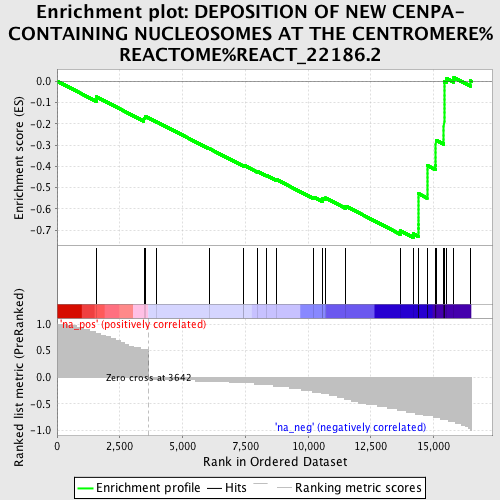 Enrichment plot: DEPOSITION OF NEW CENPA-
CONTAINING NUCLEOSOMES AT THE CENTROMERE%
REACTOME%REACT_22186.2
Enrichment score (ES)
0.0
-0.1
-0.2
-0.3
-0.4
-0.5
-0.6
-0.7
Ranked list metric (PreRanked)
1.0
0.5
0.0
-0.5
-1.0
'na_pos' (positively correlated)
Zero cross at 3642
'na_neg' (negatively correlated)
0
2,500
5,000
7,500
10,000
12,500
15,000
Rank in Ordered Dataset
Enrichment profile
Hits
Ranking metric scores